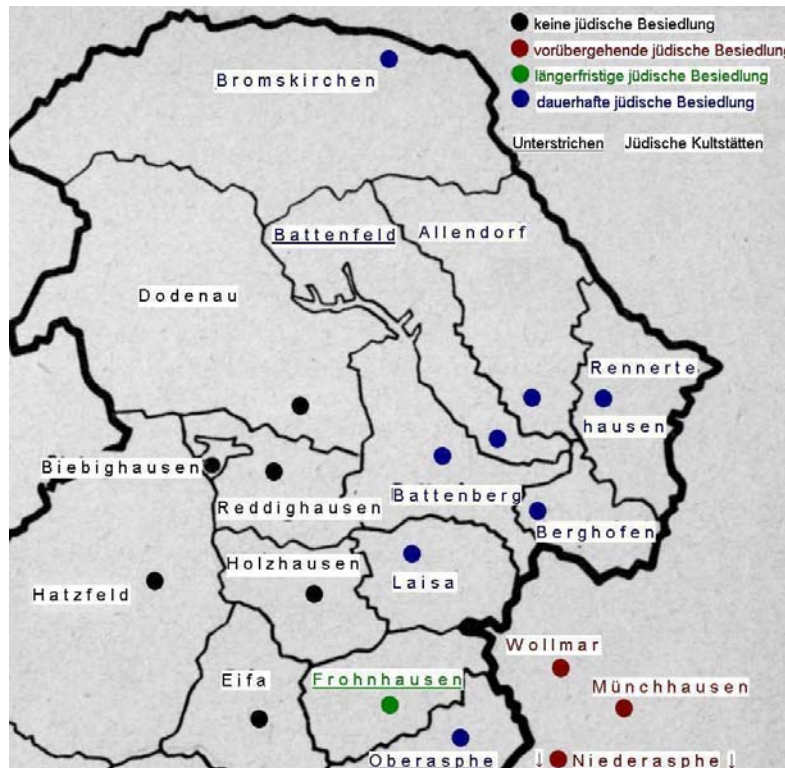 keine jüdische Besiedlung
vorübergehende jüdische Besiedlung
längerfristige jüdische Besiedlung
dauerhafte jüdische Besiedlung
Unterstrichen Jüdische Kultstätten
Bromskirchen
Battenfeld
Allendorf
Dodenau
Rennerte
hausen
Biebighausen
Reddighausen
Battenberg
Berghofen
Holzhausen
Laisa
Hatzfeld
Wollmar
Eifa
Frohnhausen
Münchhausen
Oberasphe
↓ Niederasphe ↓